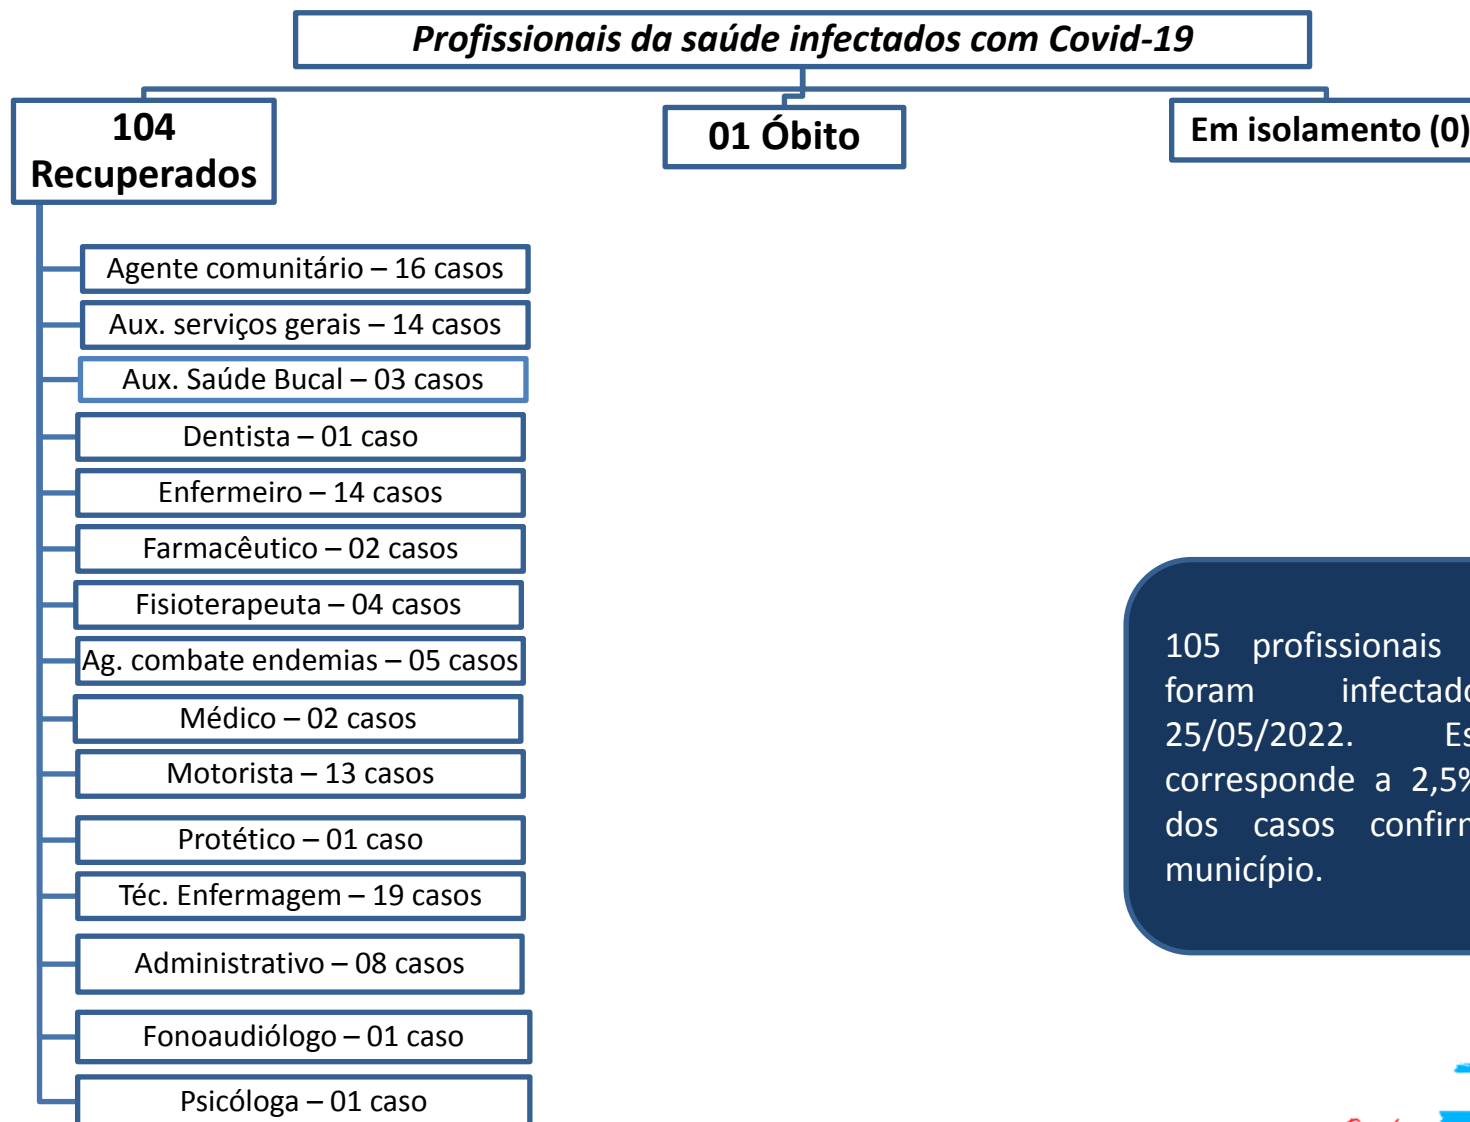 Profissionais da saúde infectados com Covid-19
104
Recuperados
01 Óbito
Em isolamento (0)
Agente comunitário – 16 casos
Aux. serviços gerais – 14 casos
Aux. Saúde Bucal – 03 casos
Dentista – 01 caso
Enfermeiro – 14 casos
Farmacêutico – 02 casos
Fisioterapeuta – 04 casos
Ag. combate endemias – 05 casos
Médico – 02 casos
Motorista – 13 casos
Protético – 01 caso
Téc. Enfermagem – 19 casos
Administrativo – 08 casos
Fonoaudiólogo – 01 caso
Psicóloga – 01 caso
105 profissionais
foram
25/05/2022.
corresponde a 2,5%
dos casos
município.